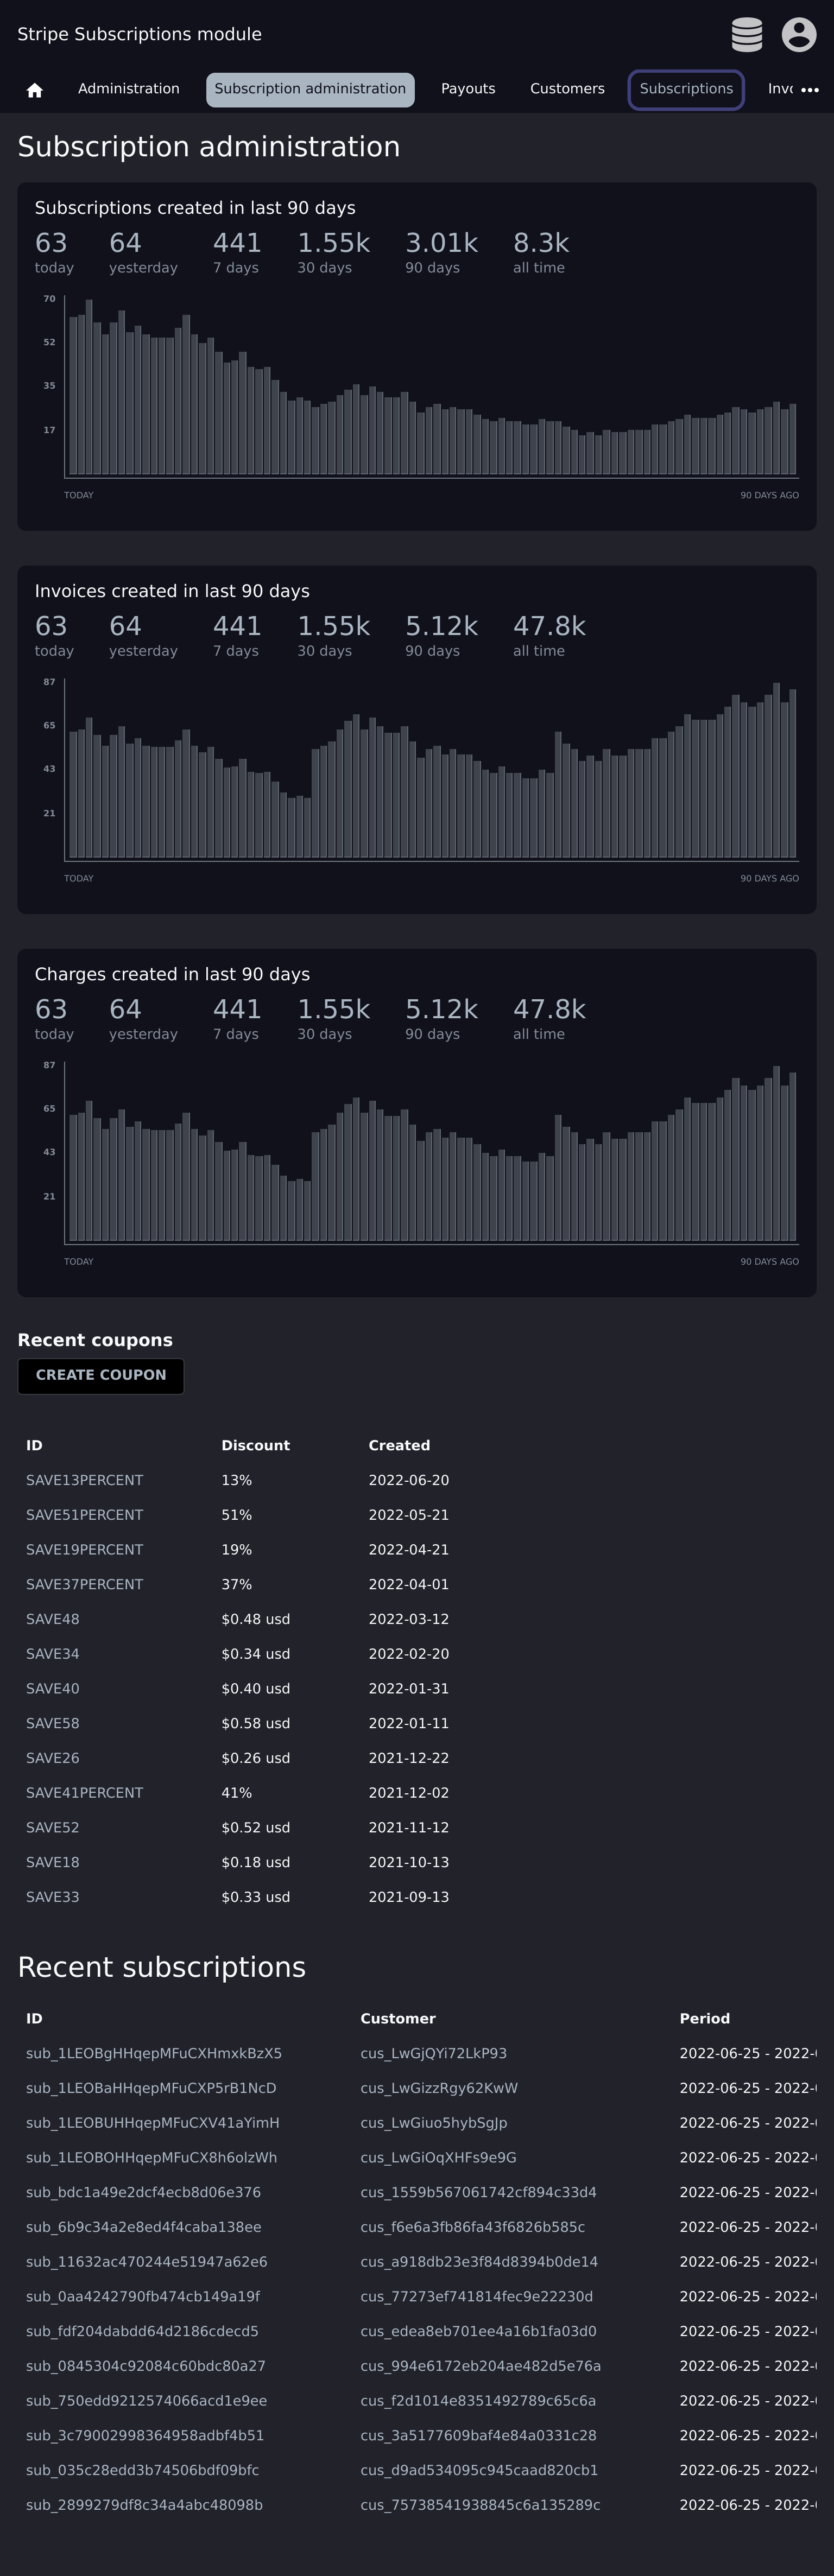 Stripe Subscriptions module
Administration Subscription administration Payouts Customers Subscriptions Invo
Subscription administration
Subscriptions created in last 90 days
63 64 441 1.55k 3.01k 8.3k
today yesterday 7 days 30 days 90 days all time
70
52
35
17
TODAY 90 DAYS AGO
Invoices created in last 90 days
63 64 441 1.55k 5.12k 47.8k
today yesterday 7 days 30 days 90 days all time
87
65
43
21
TODAY 90 DAYS AGO
Charges created in last 90 days
63 64 441 1.55k 5.12k 47.8k
today yesterday 7 days 30 days 90 days all time
87
65
43
21
TODAY 90 DAYS AGO
Recent coupons
CREATE COUPON
ID Discount Created
SAVE13PERCENT 13% 2022-06-20
SAVE51PERCENT 51% 2022-05-21
SAVE19PERCENT 19% 2022-04-21
SAVE37PERCENT 37% 2022-04-01
SAVE48 $0.48 usd 2022-03-12
SAVE34 $0.34 usd 2022-02-20
SAVE40 $0.40 usd 2022-01-31
SAVE58 $0.58 usd 2022-01-11
SAVE26 $0.26 usd 2021-12-22
SAVE41PERCENT 41% 2021-12-02
SAVE52 $0.52 usd 2021-11-12
SAVE18 $0.18 usd 2021-10-13
SAVE33 $0.33 usd 2021-09-13
Recent subscriptions
ID Customer Period
sub_1LEOBgHHqepMFuCXHmxkBzX5 cus_LwGjQYi72LkP93 2022-06-25 - 2022-
sub_1LEOBaHHqepMFuCXP5rB1NcD cus_LwGizzRgy62KwW 2022-06-25 - 2022-
sub_1LEOBUHHqepMFuCXV41aYimH cus_LwGiuo5hybSgJp 2022-06-25 - 2022-
sub_1LEOBOHHqepMFuCX8h6olzWh cus_LwGiOqXHFs9e9G 2022-06-25 - 2022-
sub_bdc1a49e2dcf4ecb8d06e376 cus_1559b567061742cf894c33d4 2022-06-25 - 2022-
sub_6b9c34a2e8ed4f4caba138ee cus_f6e6a3fb86fa43f6826b585c 2022-06-25 - 2022-
sub_11632ac470244e51947a62e6 cus_a918db23e3f84d8394b0de14 2022-06-25 - 2022-
sub_0aa4242790fb474cb149a19f cus_77273ef741814fec9e22230d 2022-06-25 - 2022-
sub_fdf204dabdd64d2186cdecd5 cus_edea8eb701ee4a16b1fa03d0 2022-06-25 - 2022-
sub_0845304c92084c60bdc80a27 cus_994e6172eb204ae482d5e76a 2022-06-25 - 2022-
sub_750edd9212574066acd1e9ee cus_f2d1014e8351492789c65c6a 2022-06-25 - 2022-
sub_3c79002998364958adbf4b51 cus_3a5177609baf4e84a0331c28 2022-06-25 - 2022-
sub_035c28edd3b74506bdf09bfc cus_d9ad534095c945caad820cb1 2022-06-25 - 2022-
sub_2899279df8c34a4abc48098b cus_75738541938845c6a135289c 2022-06-25 - 2022-